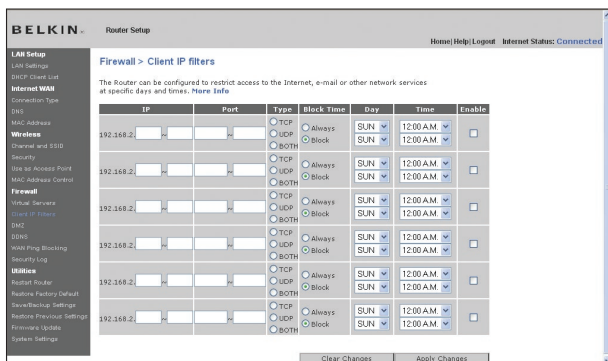 BELKIN. Router Setup
Home|Help|Logout Internet Status: Connected
LAN Setup
LAN Settings
DHCP Client List
Internet WAN
Connection Type
DNS
MAC Address
Wireless
Channel and SSID
Security
Use as Access Point
MAC Address Control
Firewall
Virtual Servers
Client IP Filters
DMZ
DDNS
WAN Ping Blocking
Security Log
Utilities
Restart Router
Restore Factory Default
Save/Backup Settings
Restore Previous Settings
Firmware Update
System Settings
Firewall > Client IP filters
The Router can be configured to restrict access to the Internet, e-mail or other network services
at specific days and times. More Info
IP Port Type Block Time Day Time Enable
192.168.2. ~ ~ TCP UDP BOTH Always Block SUN SUN 12:00 A.M. 12:00 A.M.
192.168.2. ~ ~ TCP UDP BOTH Always Block SUN SUN 12:00 A.M. 12:00 A.M.
192.168.2. ~ ~ TCP UDP BOTH Always Block SUN SUN 12:00 A.M. 12:00 A.M.
192.168.2. ~ ~ TCP UDP BOTH Always Block SUN SUN 12:00 A.M. 12:00 A.M.
192.168.2. ~ ~ TCP UDP BOTH Always Block SUN SUN 12:00 A.M. 12:00 A.M.
192.168.2. ~ ~ TCP UDP BOTH Always Block SUN SUN 12:00 A.M. 12:00 A.M.
Clear Changes Apply Changes